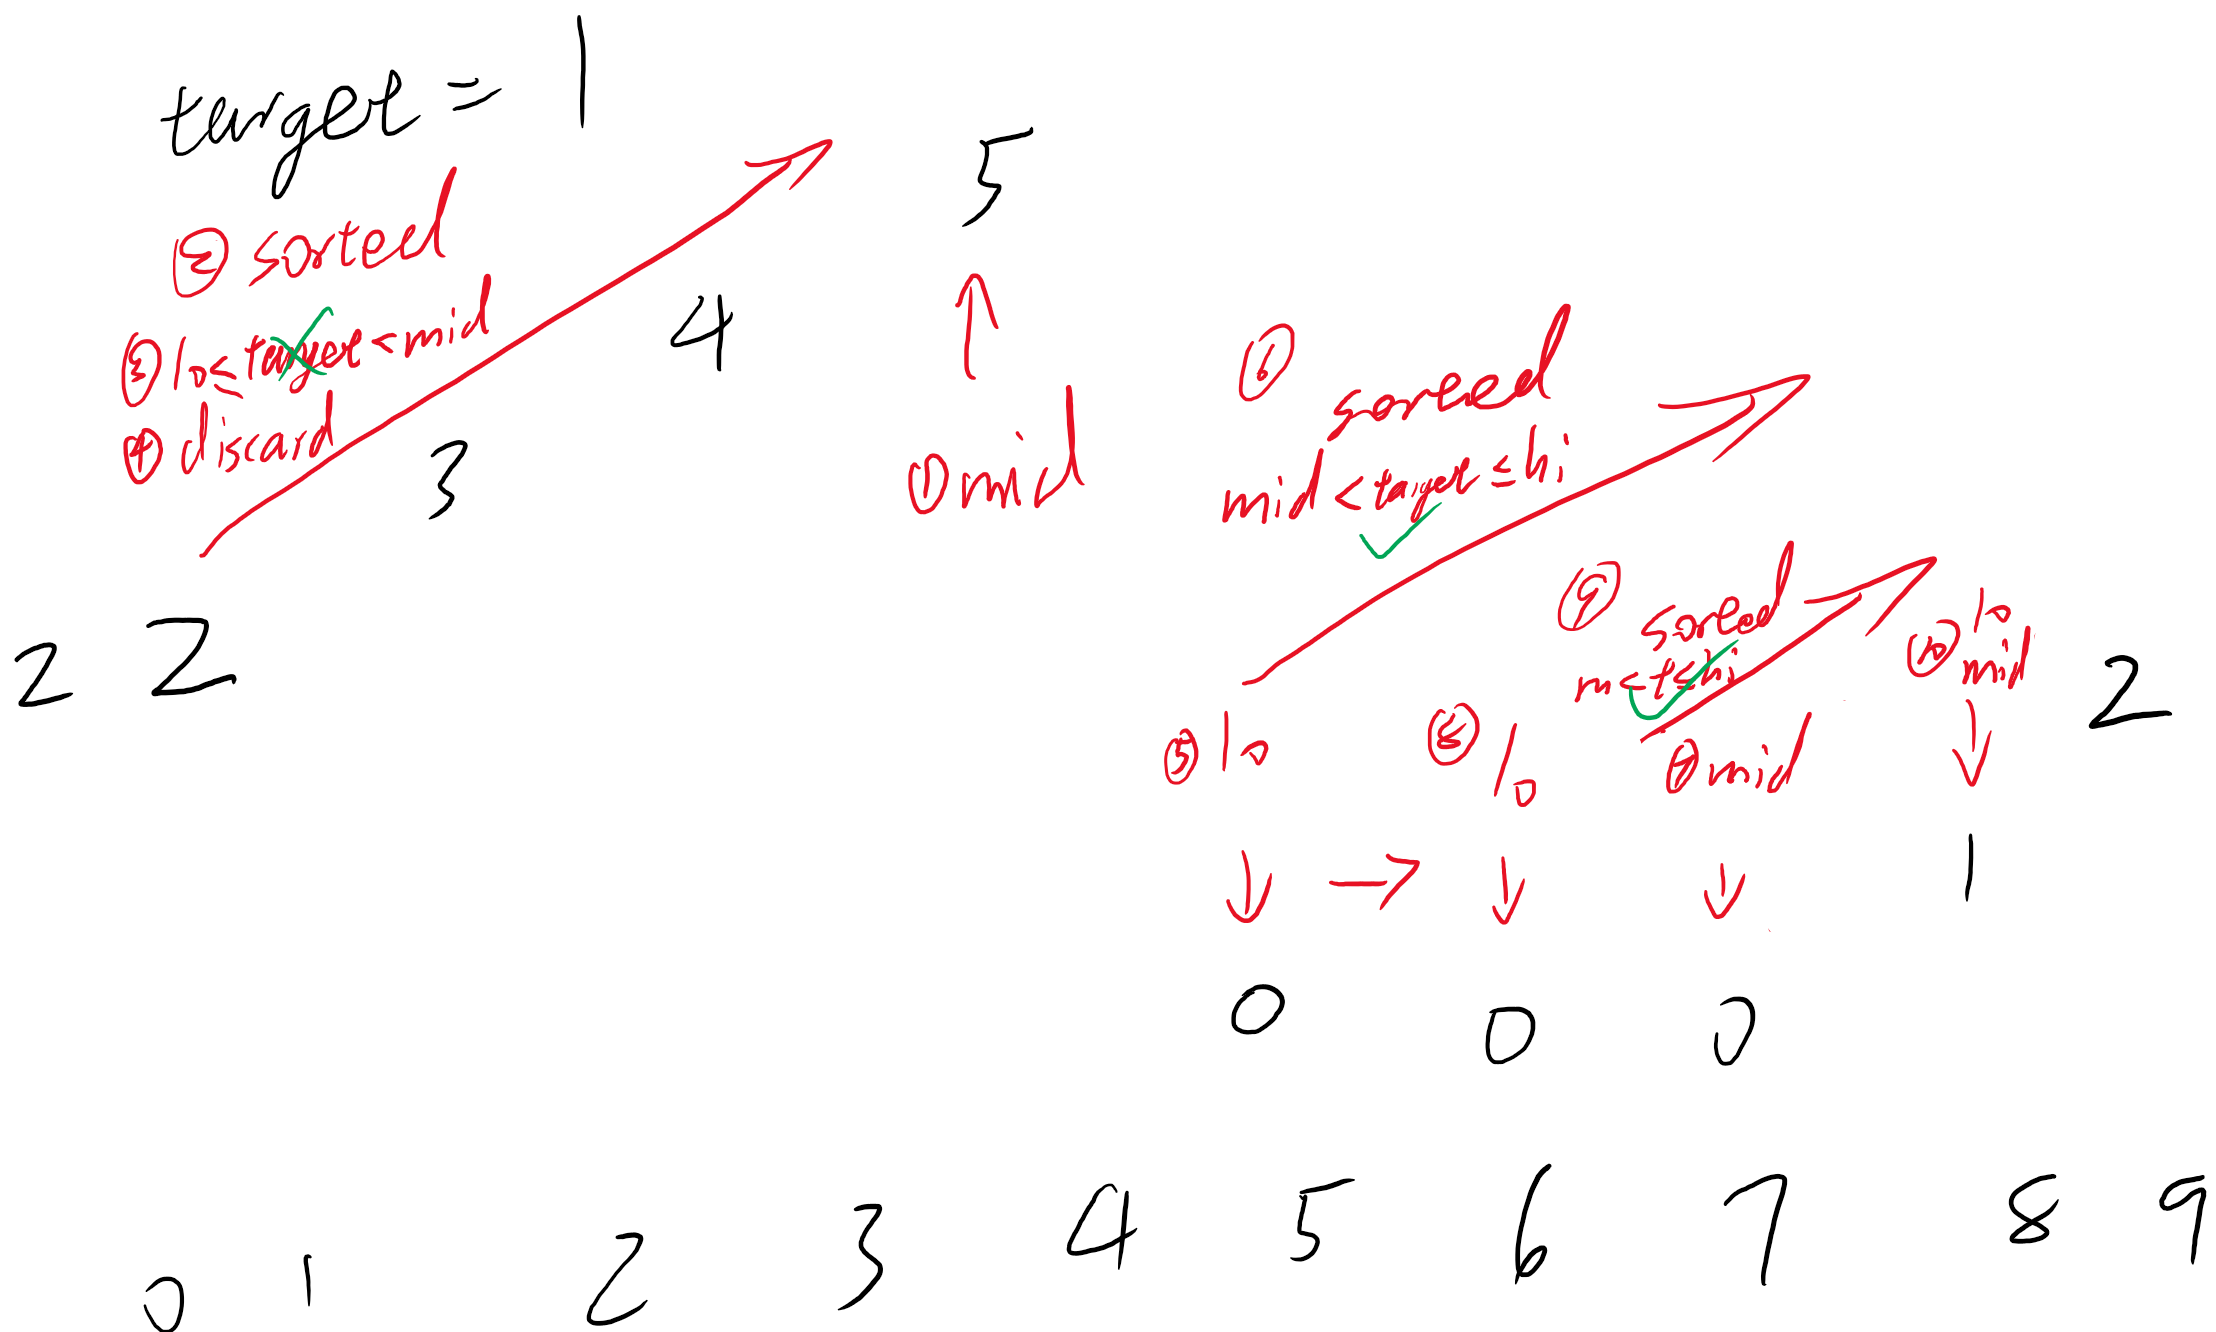 target = 1
5
② sorted
③ lo≤target<mid
4
④ discard
3
① mid
2 2
⑥
sorted
mid<target≤hi
⑨
sorted
m<t≤hi
⑩ lo
mid
2
⑤ lo
⑧ lo
⑦ mid
1
0 0 0
0 1 2 3 4 5 6 7 8 9